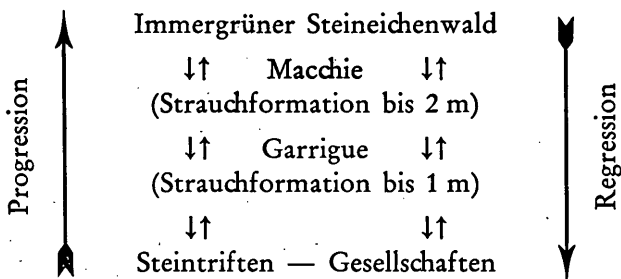 Immergrüner Steineichenwald
↓↑ Macchie ↓↑
(Strauchformation bis 2 m)
↓↑ Garrigue ↓↑
(Strauchformation bis 1 m)
↓↑ ↓↑
Steintriften — Gesellschaften
Progression
Regression